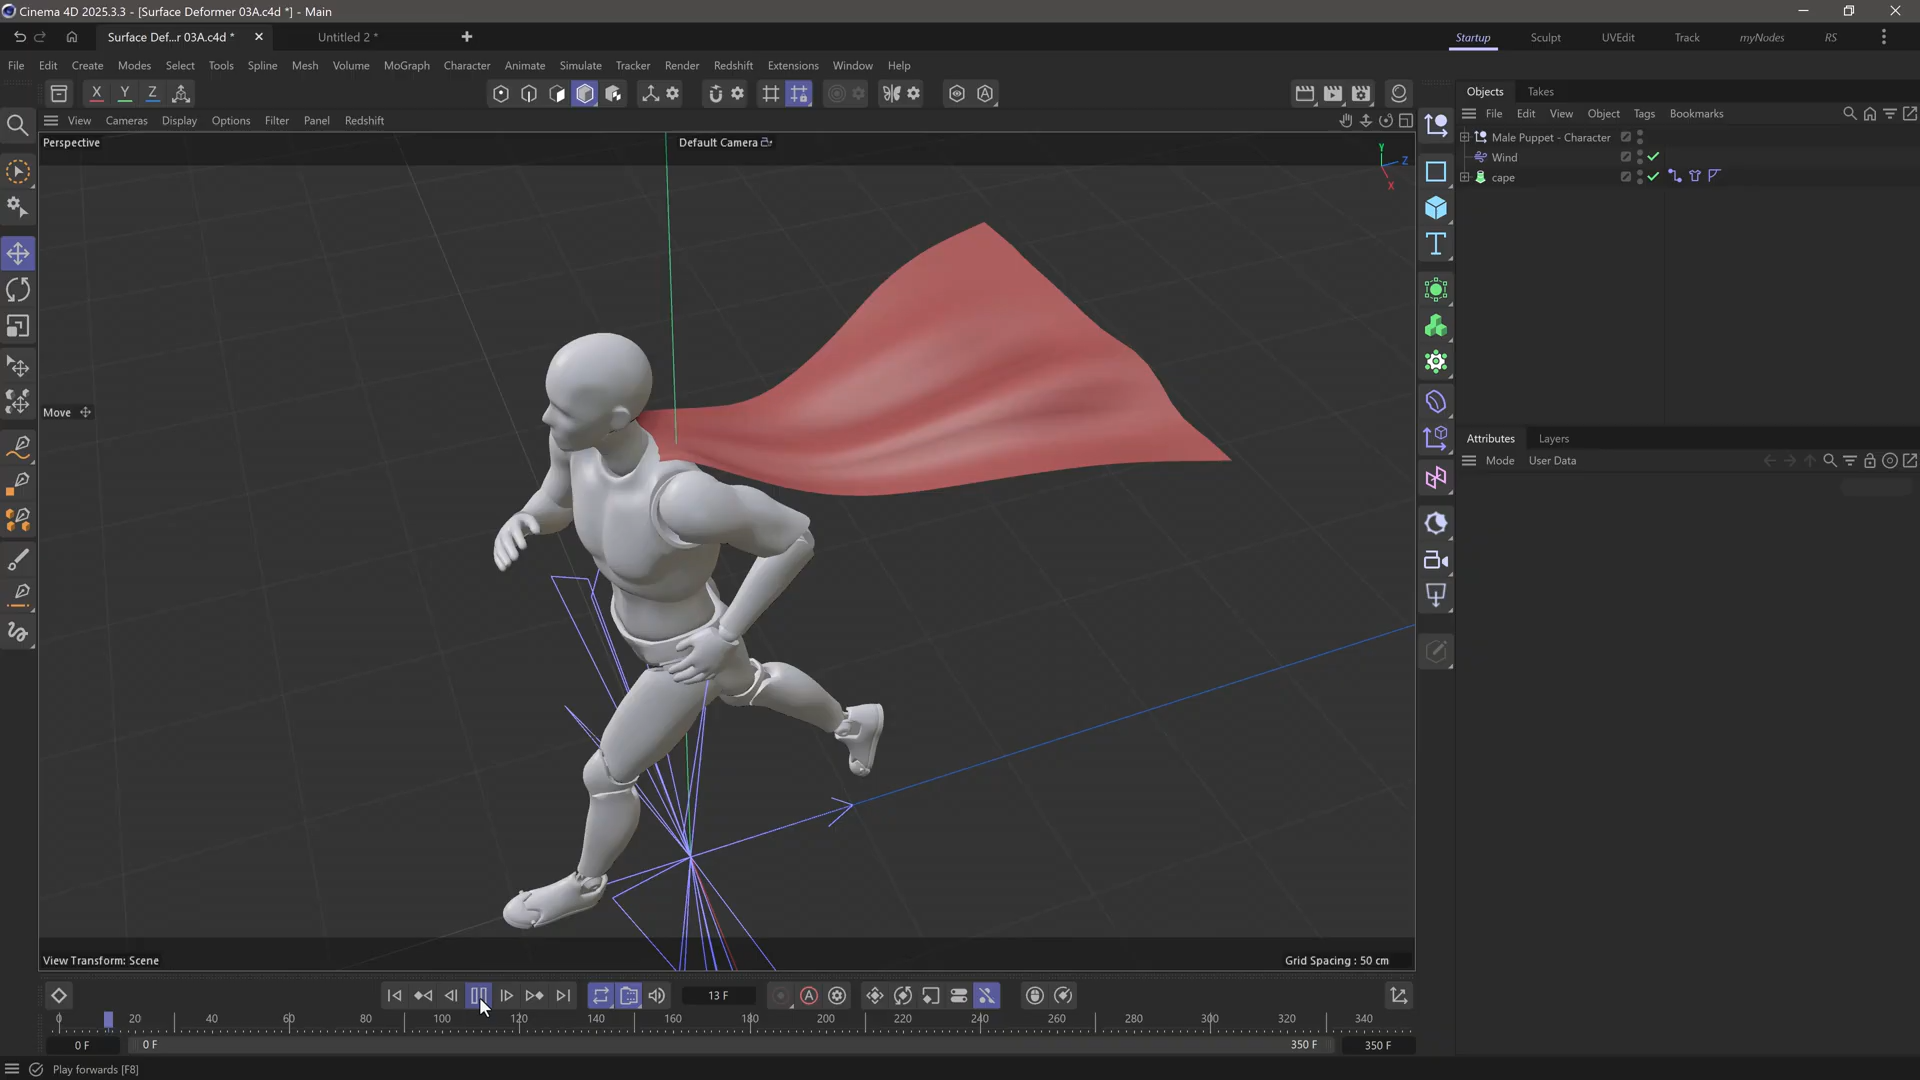 Cinema 4D 2025.3.3 - [Surface Deformer 03A.c4d *] - Main
Surface Def...r 03A.c4d *
Untitled 2 *
Startup
Sculpt
UVEdit
Track
myNodes
RS
File Edit Create Modes Select Tools Spline Mesh Volume MoGraph Character Animate Simulate Tracker Render Redshift Extensions Window Help
X Y Z
View Cameras Display Options Filter Panel Redshift
Perspective
Default Camera
Y
Z
X
Move
View Transform: Scene
Grid Spacing : 50 cm
Objects Takes
File Edit View Object Tags Bookmarks
Male Puppet - Character
Wind
cape
Attributes Layers
Mode User Data
13 F
0 20 40 60 80 100 120 140 160 180 200 220 240 260 280 300 320 340
0 F
0 F
350 F
350 F
Play forwards [F8]